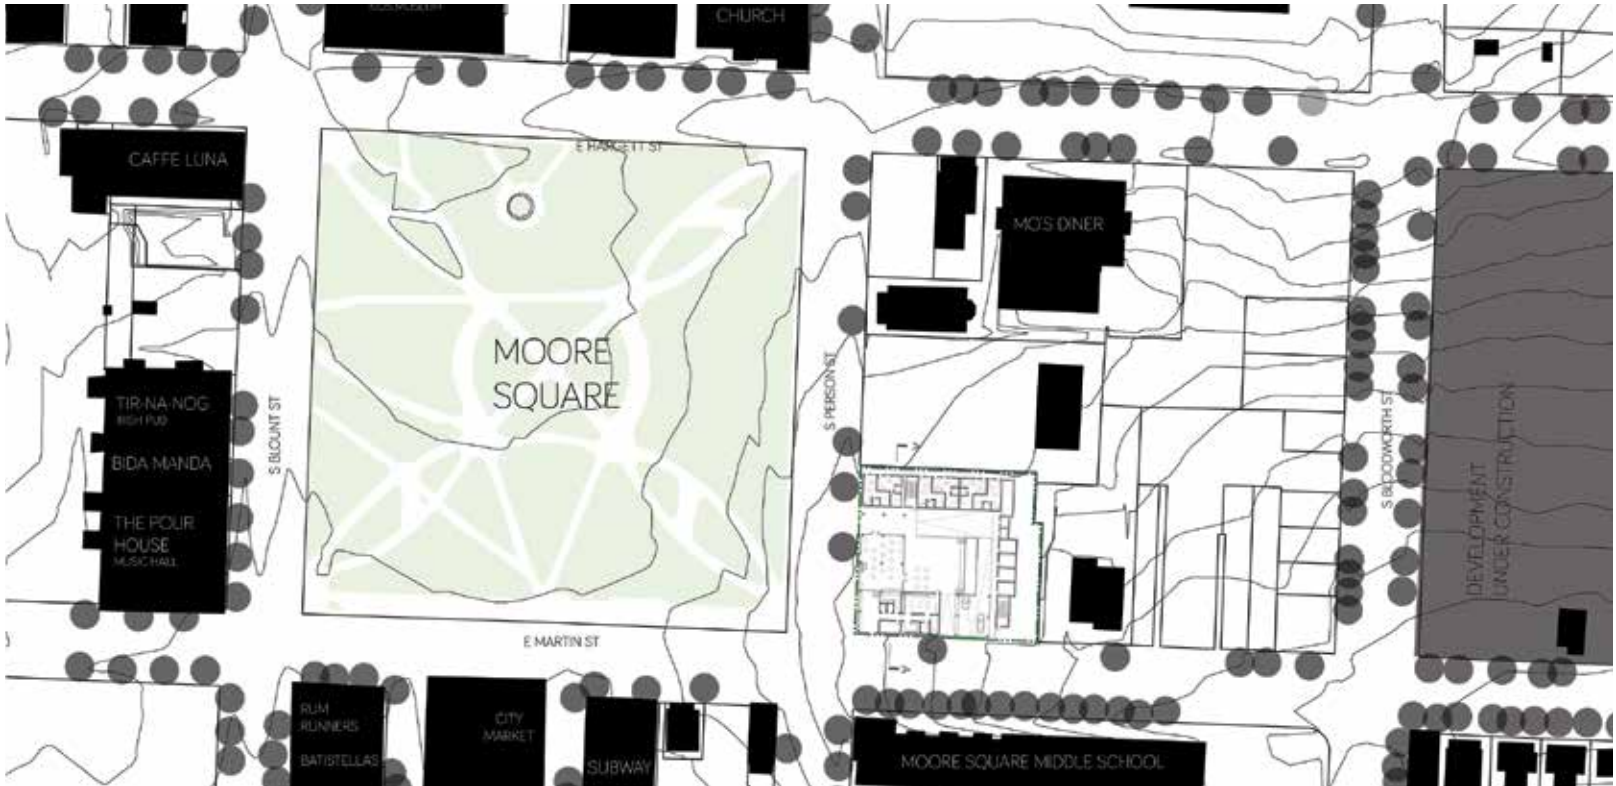 CHURCH
CAFFE LUNA
E HARGETT ST
MO'S DINER
MOORE
SQUARE
S PERSON ST
TIR-NA-NOG
IRISH PUB
BIDA MANDA
THE POUR
HOUSE
MUSIC HALL
S BLOUNT ST
S BLOODWORTH ST
DEVELOPMENT
UNDER CONSTRUCTION
E MARTIN ST
RUM
RUNNERS
BATISTELLAS
CITY
MARKET
SUBWAY
MOORE SQUARE MIDDLE SCHOOL